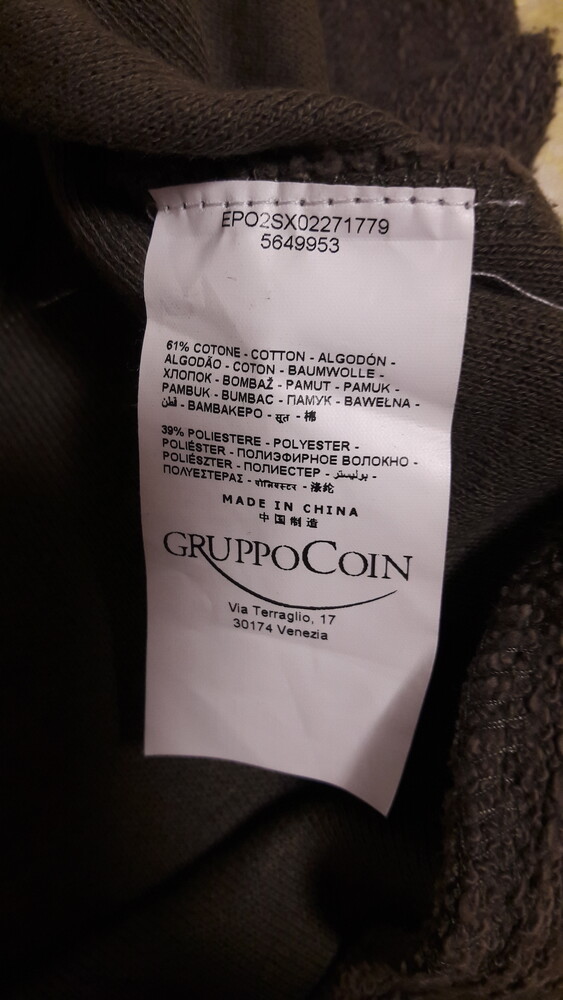 EPO2SX02271779
5649953
61% COTONE - COTTON - ALGODÓN -
ALGODÃO - COTON - BAUMWOLLE -
ХЛОПОК - BOMBAŽ - PAMUT - PAMUK -
PAMBUK - BUMBAC - ПАМУК - BAWEŁNA -
قطن - ΒΑΜΒΑΚΕΡΟ - सूत - 棉
39% POLIESTERE - POLYESTER -
POLIÉSTER - ПОЛИЭФИРНОЕ ВОЛОКНО -
POLIÉSZTER - ПОЛИЕСТЕР - بوليستر -
ΠΟΛΥΕΣΤΕΡΑΣ - पोलिएस्टर - 涤纶
MADE IN CHINA
中国制造
GRUPPOCOIN
Via Terraglio, 17
30174 Venezia